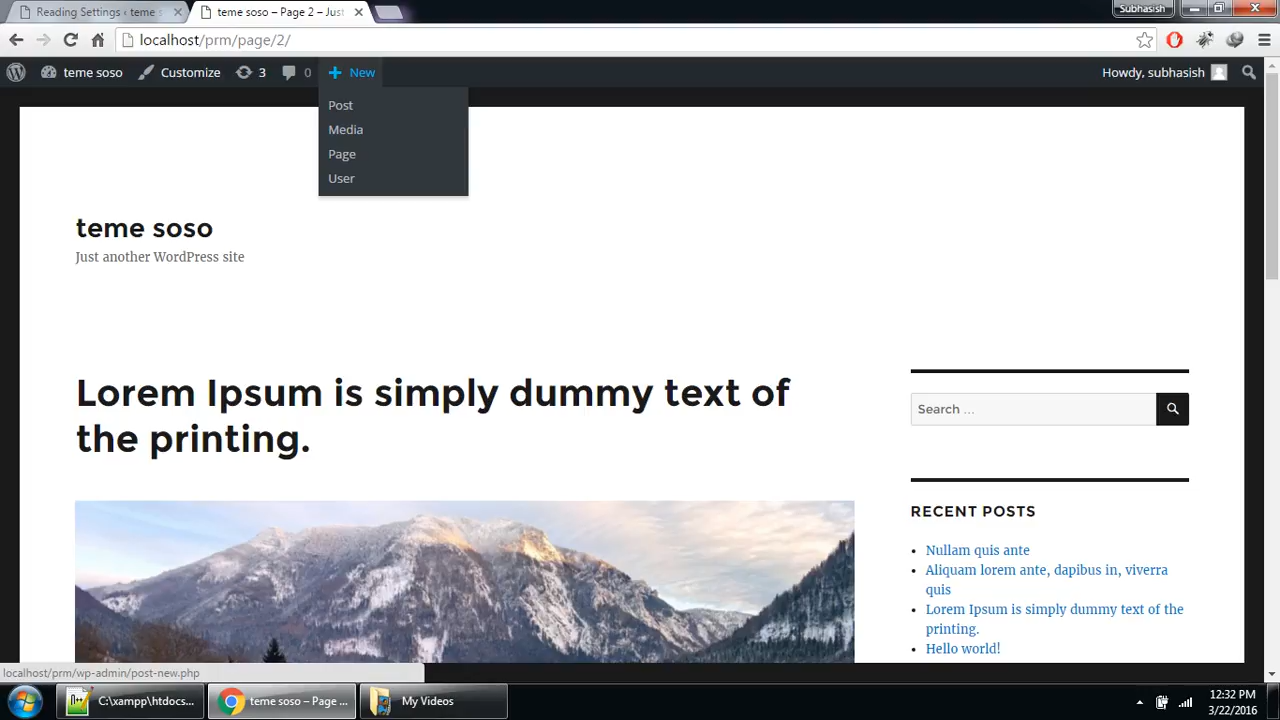 Reading Settings ‹ teme s
teme soso – Page 2 – Just
Subhasish
localhost/prm/page/2/
teme soso
Customize
3
0
New
Howdy, subhasish
Post
Media
Page
User
teme soso
Just another WordPress site
Lorem Ipsum is simply dummy text of
the printing.
Search ...
RECENT POSTS
Nullam quis ante
Aliquam lorem ante, dapibus in, viverra
quis
Lorem Ipsum is simply dummy text of the
printing.
Hello world!
localhost/prm/wp-admin/post-new.php
C:\xampp\htdocs...
teme soso – Page ...
My Videos
12:32 PM
3/22/2016